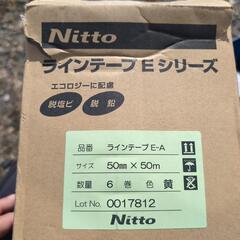 Nitto
ラインテープEシリーズ
エコロジーに配慮
脱塩ビ 脱鉛
品番 ラインテープE-A
サイズ 50mm×50m
数量 6巻 色 黄
Lot No. 0017812
Nitto